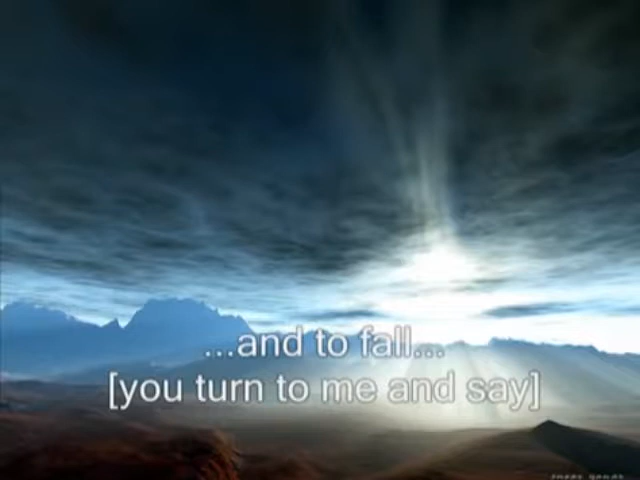 ...and to fall...
[you turn to me and say]